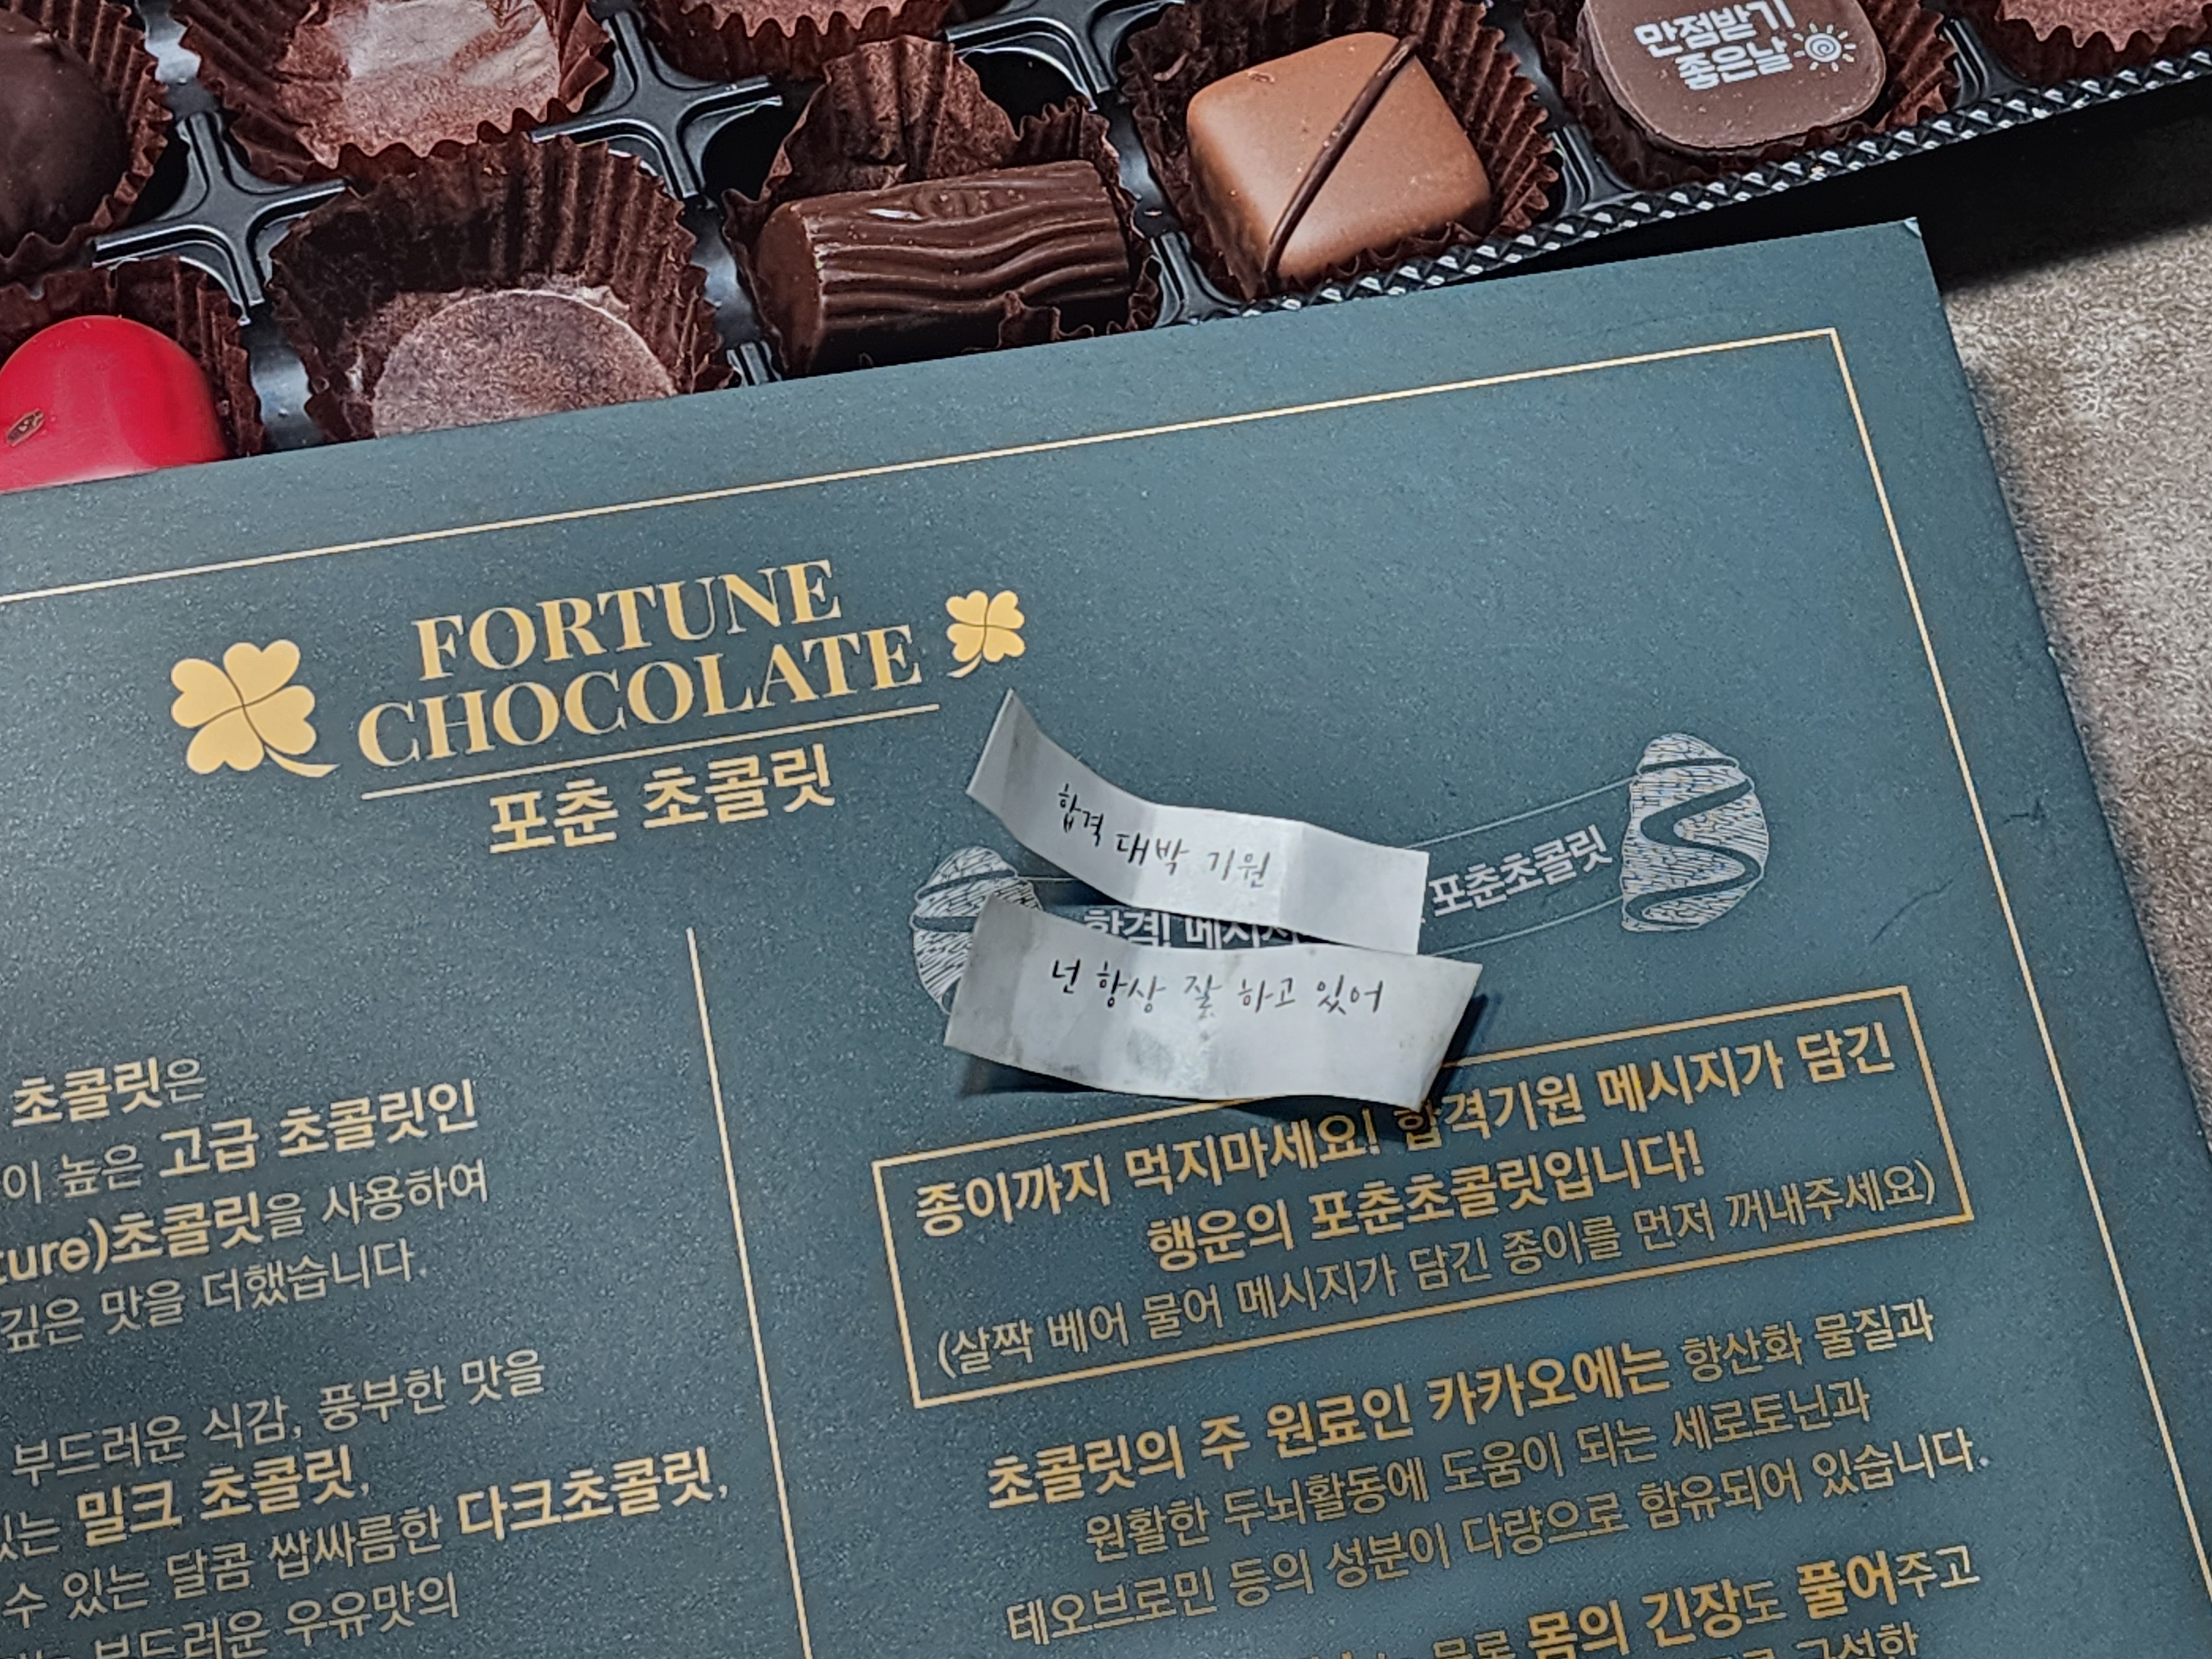 만점받기
좋은날
FORTUNE
CHOCOLATE
포춘 초콜릿
합격 대박 기원
합격! 메시지
포춘초콜릿
넌 항상 잘 하고 있어
초콜릿은
이 높은 고급 초콜릿인
ture)초콜릿을 사용하여
깊은 맛을 더했습니다.
부드러운 식감, 풍부한 맛을
있는 밀크 초콜릿,
수 있는 달콤 쌉싸름한 다크초콜릿,
부드러운 우유맛의
종이까지 먹지마세요! 합격기원 메시지가 담긴
행운의 포춘초콜릿입니다!
(살짝 베어 물어 메시지가 담긴 종이를 먼저 꺼내주세요)
초콜릿의 주 원료인 카카오에는 항산화 물질과
원활한 두뇌활동에 도움이 되는 세로토닌과
테오브로민 등의 성분이 다량으로 함유되어 있습니다.
물론 몸의 긴장도 풀어주고